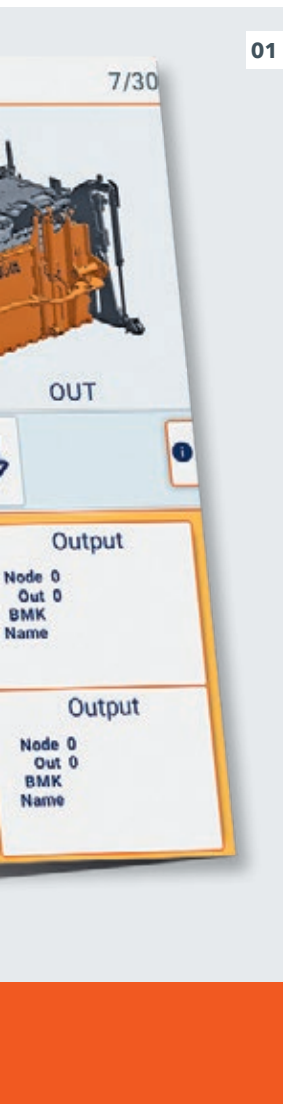 01
7/30
OUT
Output
Node 0
Out 0
BMK
Name
Output
Node 0
Out 0
BMK
Name